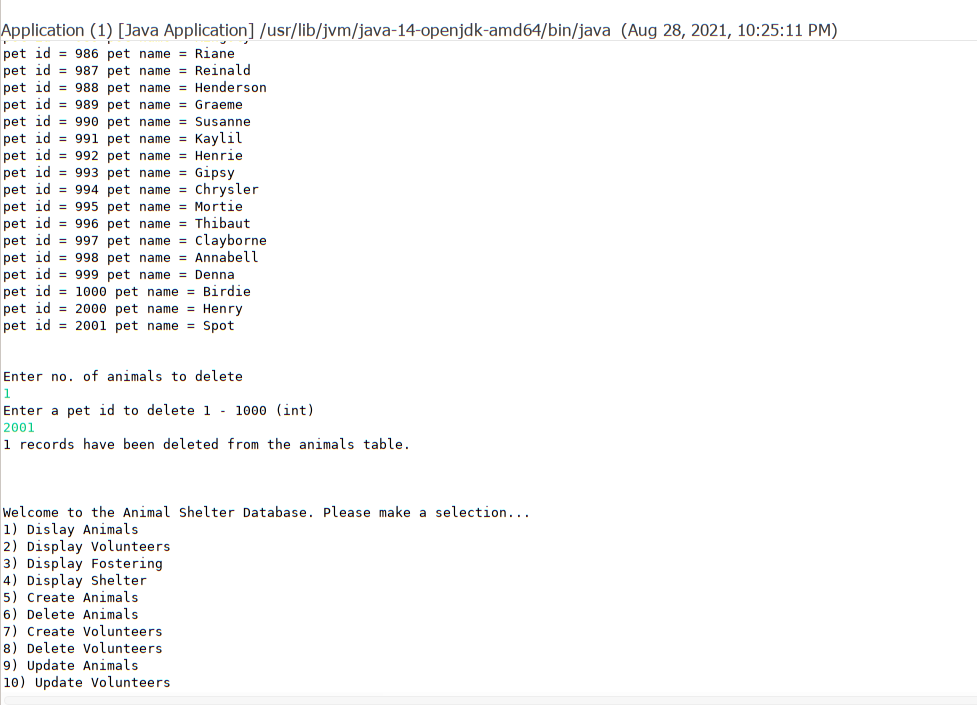 Application (1) [Java Application] /usr/lib/jvm/java-14-openjdk-amd64/bin/java (Aug 28, 2021, 10:25:11 PM)
pet id = 986 pet name = Riane
pet id = 987 pet name = Reinald
pet id = 988 pet name = Henderson
pet id = 989 pet name = Graeme
pet id = 990 pet name = Susanne
pet id = 991 pet name = Kaylil
pet id = 992 pet name = Henrie
pet id = 993 pet name = Gipsy
pet id = 994 pet name = Chrysler
pet id = 995 pet name = Mortie
pet id = 996 pet name = Thibaut
pet id = 997 pet name = Clayborne
pet id = 998 pet name = Annabell
pet id = 999 pet name = Denna
pet id = 1000 pet name = Birdie
pet id = 2000 pet name = Henry
pet id = 2001 pet name = Spot
Enter no. of animals to delete
1
Enter a pet id to delete 1 - 1000 (int)
2001
1 records have been deleted from the animals table.
Welcome to the Animal Shelter Database. Please make a selection...
1) Dislay Animals
2) Display Volunteers
3) Display Fostering
4) Display Shelter
5) Create Animals
6) Delete Animals
7) Create Volunteers
8) Delete Volunteers
9) Update Animals
10) Update Volunteers